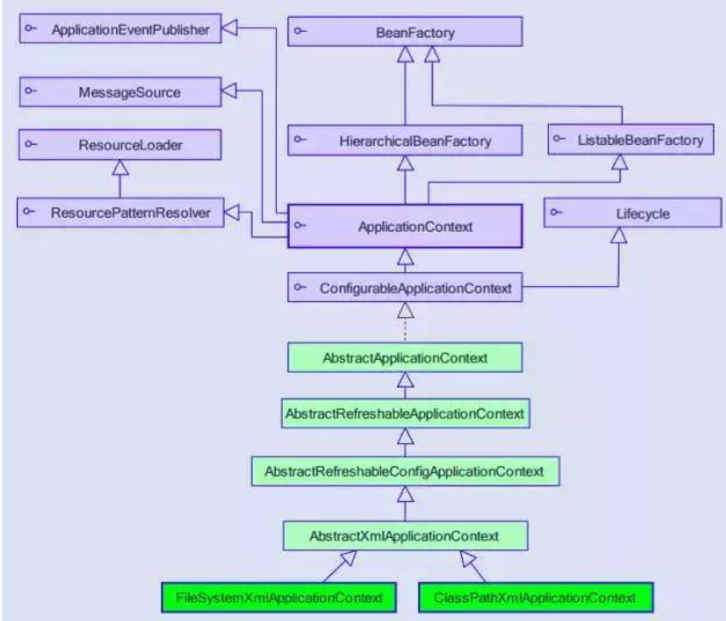 ApplicationEventPublisher
BeanFactory
MessageSource
ResourceLoader
HierarchicalBeanFactory
ListableBeanFactory
ResourcePatternResolver
ApplicationContext
Lifecycle
ConfigurableApplicationContext
AbstractApplicationContext
AbstractRefreshableApplicationContext
AbstractRefreshableConfigApplicationContext
AbstractXmlApplicationContext
FileSystemXmlApplicationContext
ClassPathXmlApplicationContext